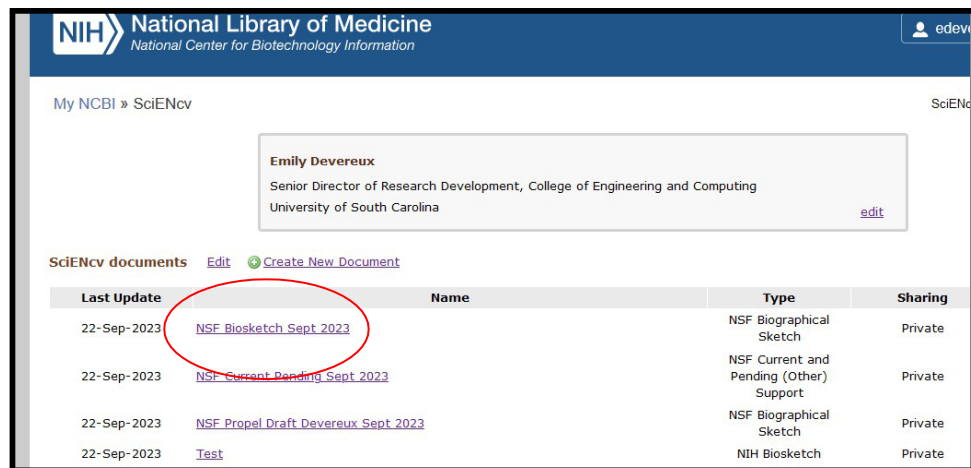 NIH National Library of Medicine
National Center for Biotechnology Information
edeve
My NCBI » SciENcv
SciENc
Emily Devereux
Senior Director of Research Development, College of Engineering and Computing
University of South Carolina
edit
SciENcv documents Edit Create New Document
Last Update Name Type Sharing
22-Sep-2023 NSF Biosketch Sept 2023 NSF Biographical Sketch Private
22-Sep-2023 NSF Current Pending Sept 2023 NSF Current and Pending (Other) Support Private
22-Sep-2023 NSF Propel Draft Devereux Sept 2023 NSF Biographical Sketch Private
22-Sep-2023 Test NIH Biosketch Private